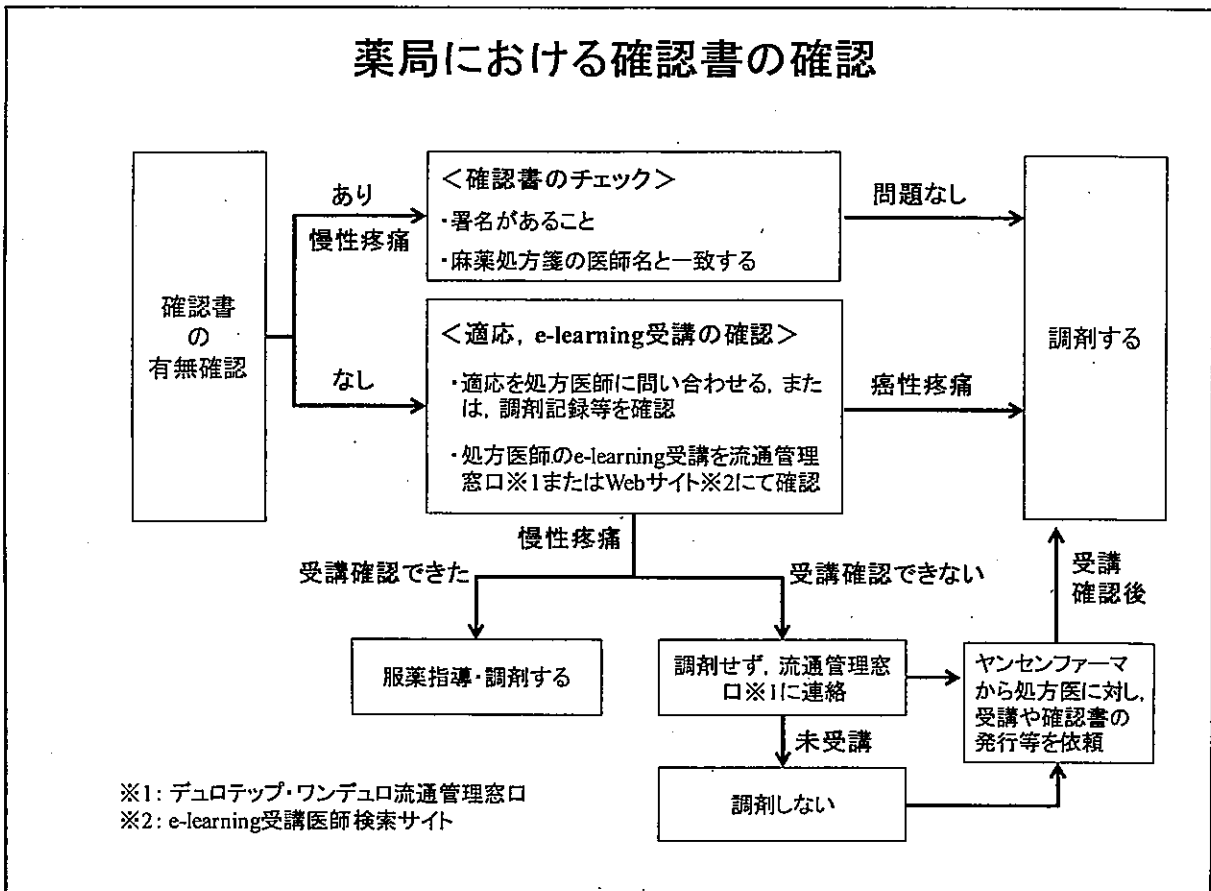 薬局における確認書の確認
確認書
の
有無確認
あり
慢性疼痛
なし
<確認書のチェック>
・署名があること
・麻薬処方箋の医師名と一致する
問題なし
<適応, e-learning受講の確認>
・適応を処方医師に問い合わせる, また
は, 調剤記録等を確認
・処方医師のe-learning受講を流通管理
窓口※1またはWebサイト※2にて確認
癌性疼痛
調剤する
慢性疼痛
受講確認できた
受講確認できない
服薬指導・調剤する
調剤せず, 流通管理窓
口※1に連絡
未受講
調剤しない
ヤンセンファーマ
から処方医に対し,
受講や確認書の
発行等を依頼
受講
確認後
※1: デュロテップ・ワンデュロ流通管理窓口
※2: e-learning受講医師検索サイト